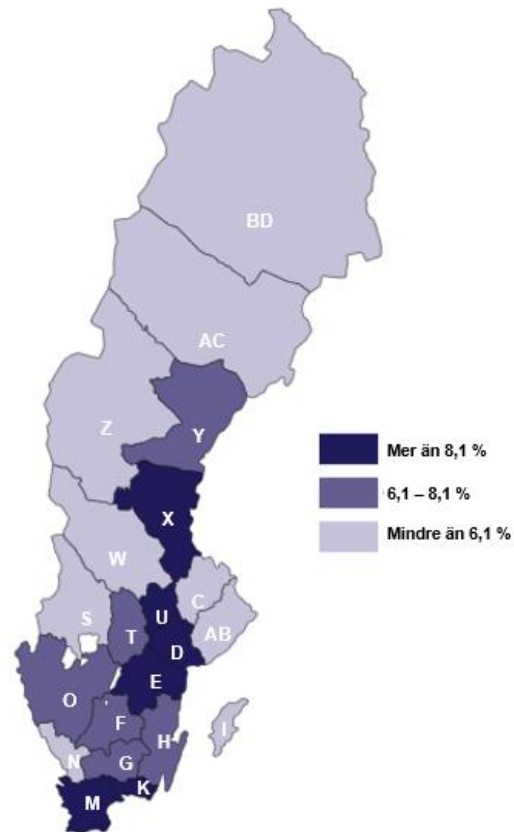 BD
AC
Z
Y
Mer än 8,1 %
6,1 – 8,1 %
X
Mindre än 6,1 %
W
C
U
S
T
AB
D
E
O
F
I
H
N
G
K
M